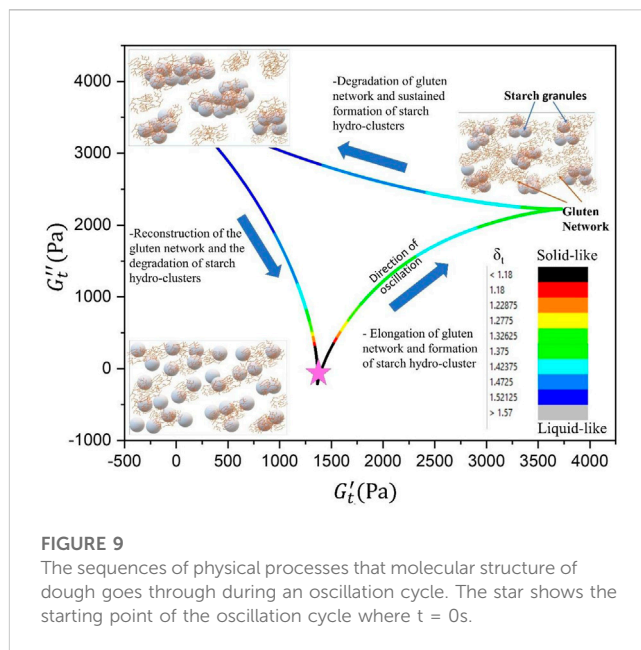 4000
3000
2000
1000
0
-1000
G''t (Pa)
-Degradation of gluten
network and sustained
formation of starch
hydro-clusters
Starch granules
Gluten
Network
-Reconstruction of the
gluten network and the
degradation of starch
hydro-clusters
Direction of
oscillation
- Elongation of gluten
network and formation
of starch hydro-cluster
δt Solid-like
< 1.18
1.18
1.22875
1.2775
1.32625
1.375
1.42375
1.4725
1.52125
> 1.57
Liquid-like
-500 0 500 1000 1500 2000 2500 3000 3500 4000
G't (Pa)
FIGURE 9
The sequences of physical processes that molecular structure of
dough goes through during an oscillation cycle. The star shows the
starting point of the oscillation cycle where t = 0s.